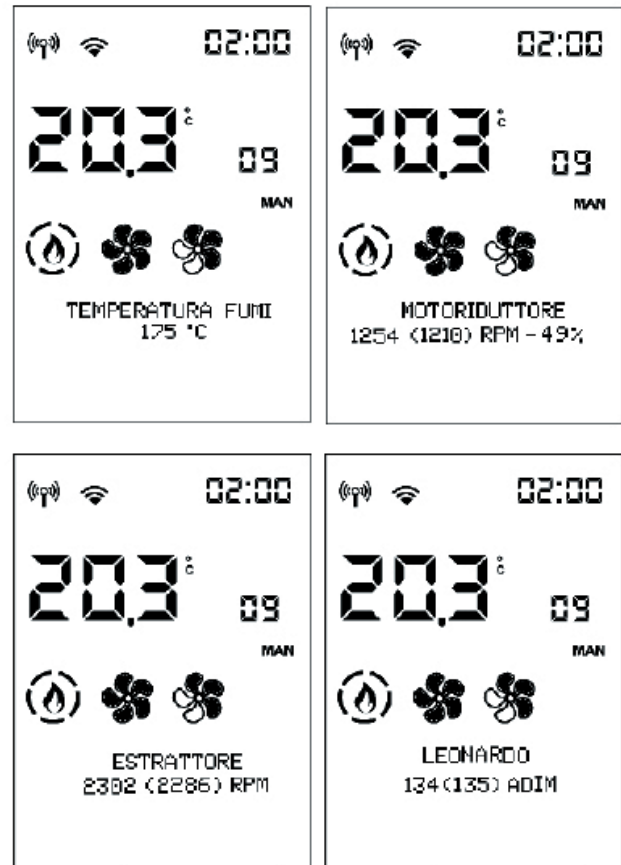 02:00
20.3 °C
09
MAN
TEMPERATURA FUMI
175 °C
02:00
20.3 °C
09
MAN
MOTORIDUTTORE
1254 (1210) RPM - 49%
02:00
20.3 °C
09
MAN
ESTRATTORE
2302 (2286) RPM
02:00
20.3 °C
09
MAN
LEONARDO
134 (135) ADIM